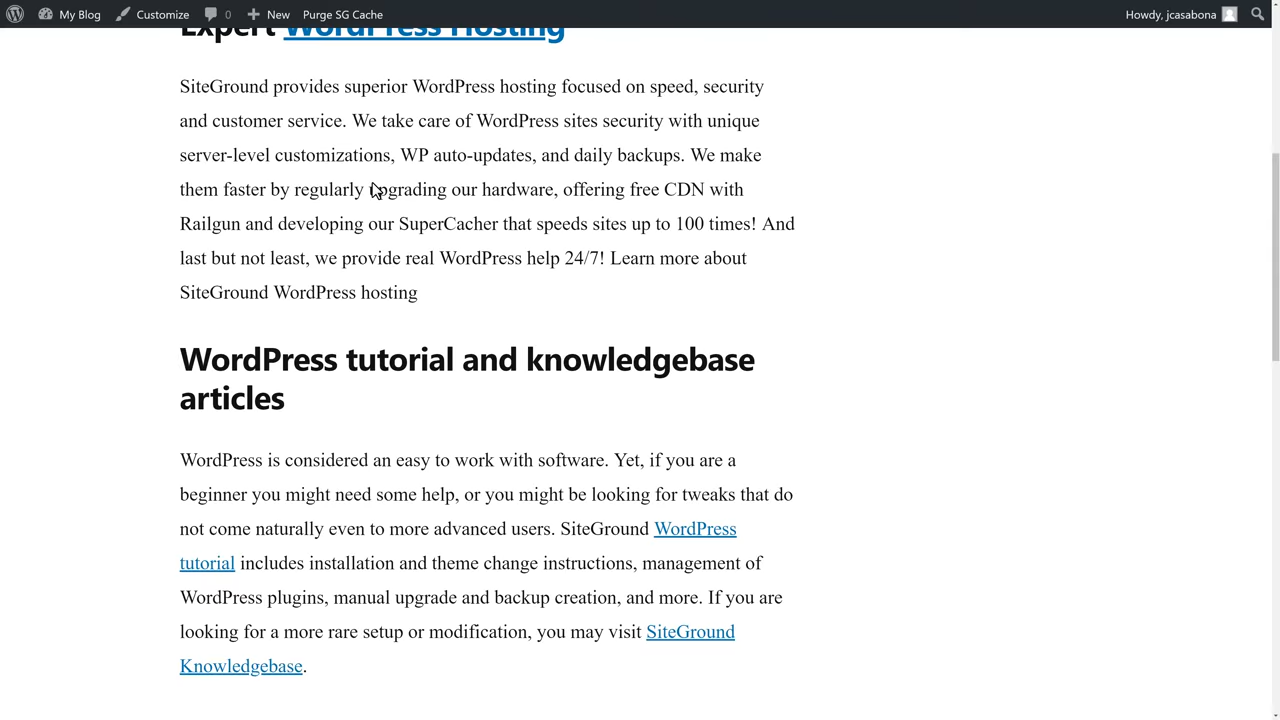 My Blog Customize 0 New Purge SG Cache Howdy, jcasabona
Expert WordPress Hosting
SiteGround provides superior WordPress hosting focused on speed, security
and customer service. We take care of WordPress sites security with unique
server-level customizations, WP auto-updates, and daily backups. We make
them faster by regularly upgrading our hardware, offering free CDN with
Railgun and developing our SuperCacher that speeds sites up to 100 times! And
last but not least, we provide real WordPress help 24/7! Learn more about
SiteGround WordPress hosting
WordPress tutorial and knowledgebase
articles
WordPress is considered an easy to work with software. Yet, if you are a
beginner you might need some help, or you might be looking for tweaks that do
not come naturally even to more advanced users. SiteGround WordPress
tutorial includes installation and theme change instructions, management of
WordPress plugins, manual upgrade and backup creation, and more. If you are
looking for a more rare setup or modification, you may visit SiteGround
Knowledgebase.